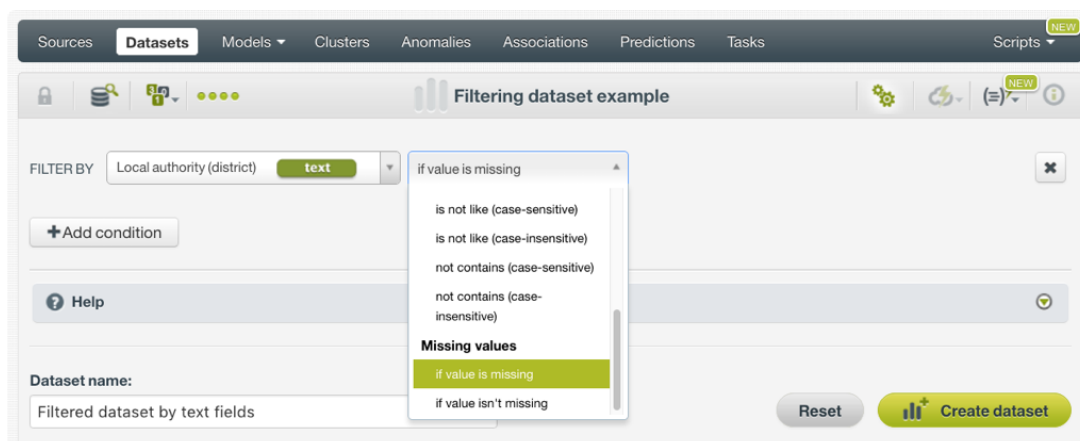 Sources Datasets Models Clusters Anomalies Associations Predictions Tasks Scripts NEW
Filtering dataset example NEW
FILTER BY Local authority (district) text if value is missing
is not like (case-sensitive)
is not like (case-insensitive)
+Add condition
not contains (case-sensitive)
not contains (case-
insensitive)
Help
Missing values
if value is missing
if value isn't missing
Dataset name:
Filtered dataset by text fields
Reset Create dataset